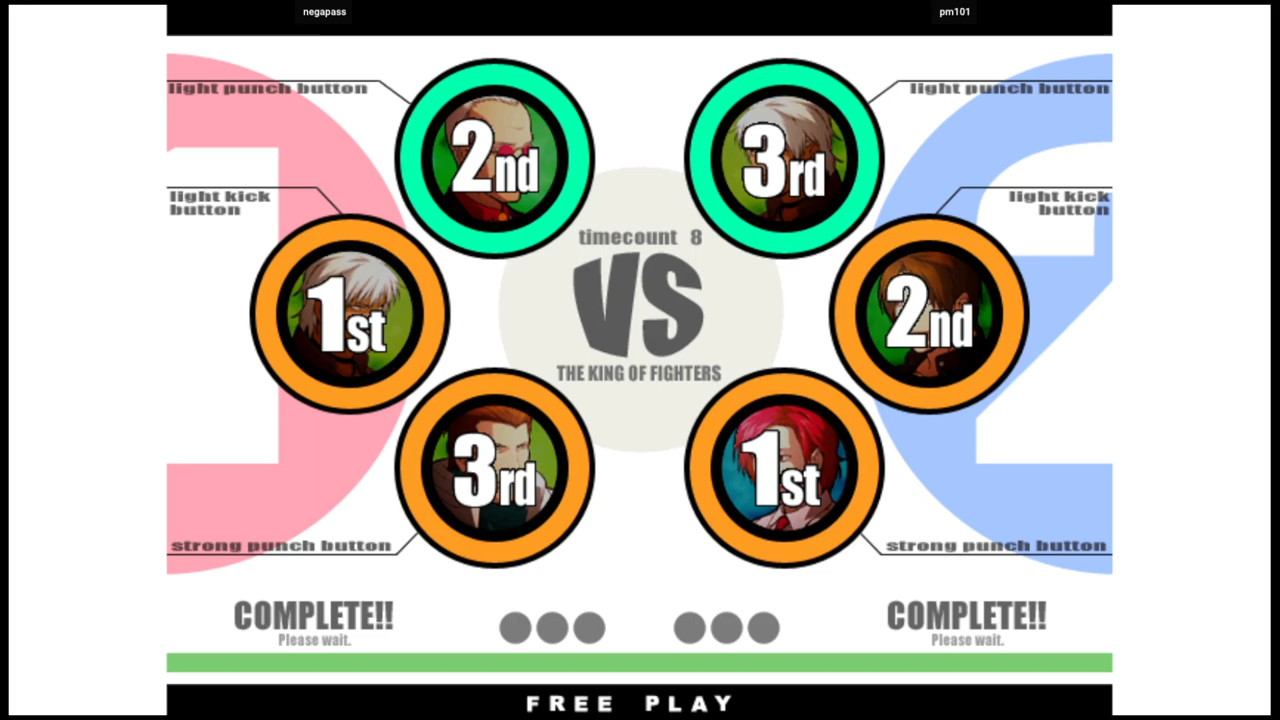 negapass
pm101
light punch button
light punch button
2nd
3rd
light kick
button
light kick
button
timecount 8
VS
THE KING OF FIGHTERS
1st
2nd
3rd
1st
strong punch button
strong punch button
COMPLETE!!
Please wait.
COMPLETE!!
Please wait.
FREE PLAY
1
2